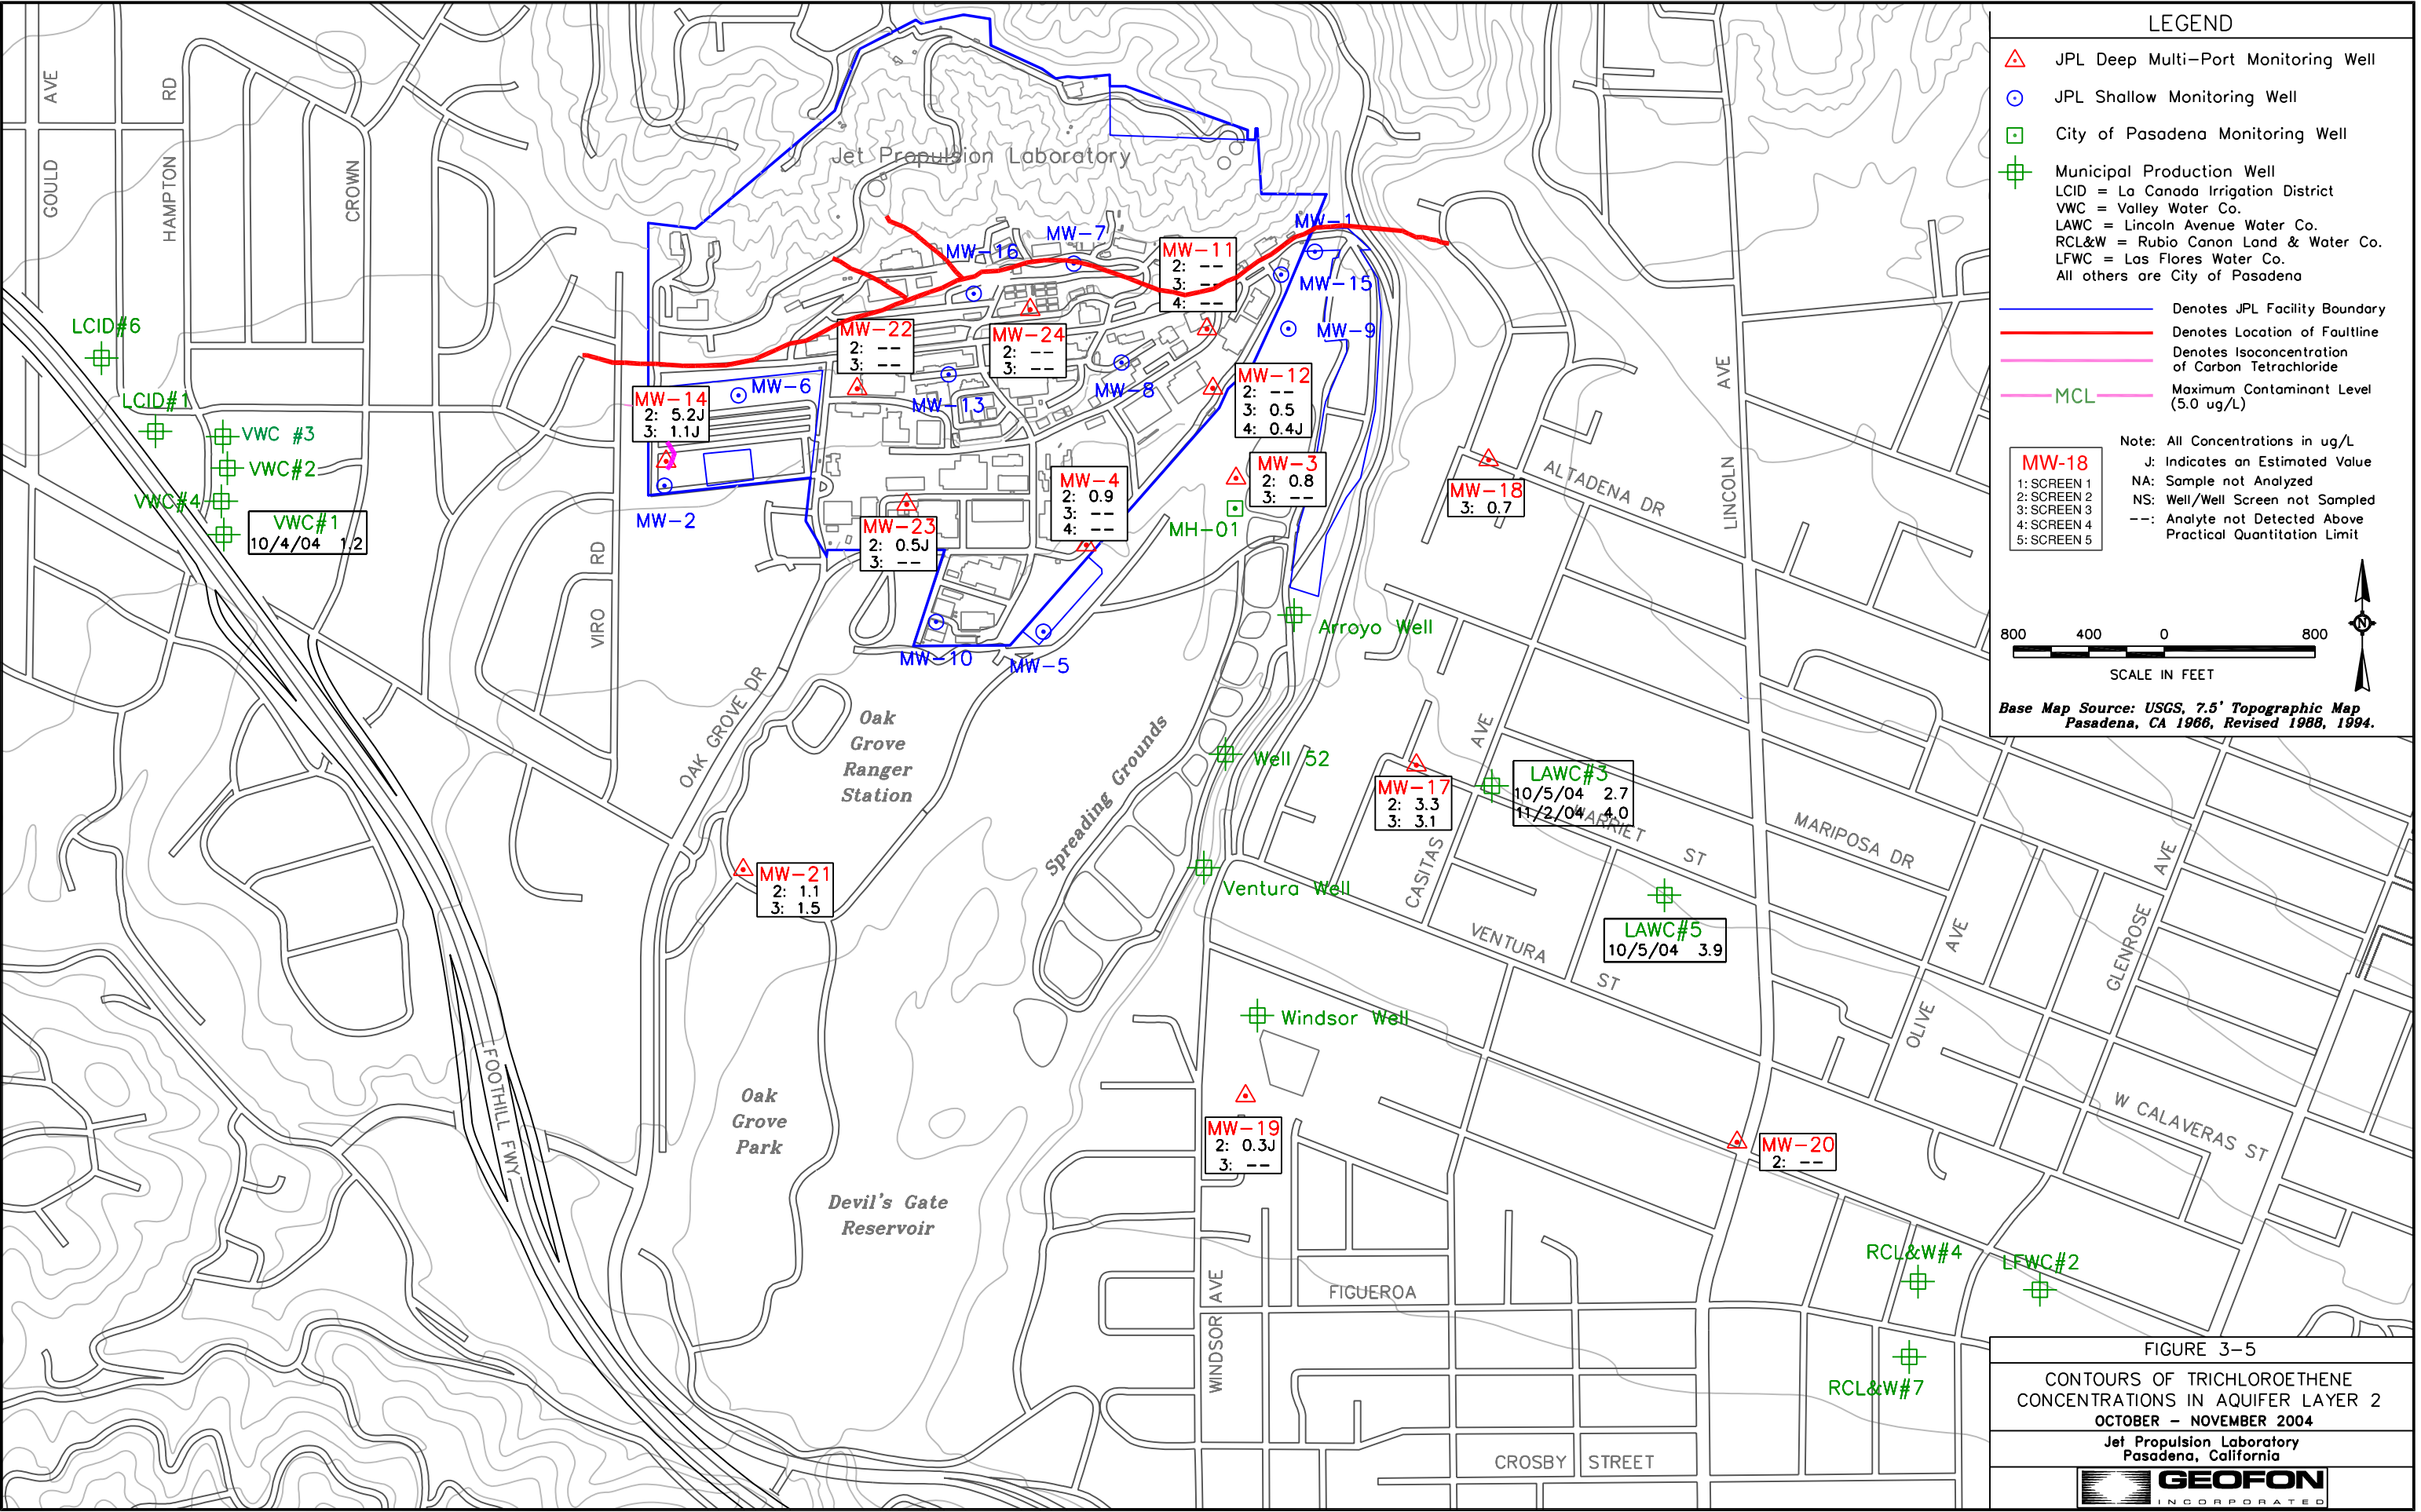 GOULD AVE
HAMPTON RD
CROWN
Jet Propulsion Laboratory
MW-1
MW-7
MW-16
MW-11
2: --
3: --
4: --
MW-15
MW-9
LCID#6
MW-22
2: --
3: --
MW-24
2: --
3: --
MW-12
2: --
3: 0.5
4: 0.4J
MW-6
MW-13
MW-8
MW-14
2: 5.2J
3: 1.1J
LCID#1
VWC #3
VWC#2
VWC#4
VWC#1
10/4/04 1.2
MW-2
MW-4
2: 0.9
3: --
4: --
MW-3
2: 0.8
3: --
MH-01
MW-18
3: 0.7
ALTADENA DR
LINCOLN AVE
MW-23
2: 0.5J
3: --
VIRO RD
MW-10
MW-5
Arroyo Well
OAK GROVE DR
Oak
Grove
Ranger
Station
Spreading Grounds
Well 52
CASITAS AVE
MW-17
2: 3.3
3: 3.1
LAWC#3
10/5/04 2.7
11/2/04 4.0
HARRIET ST
MARIPOSA DR
MW-21
2: 1.1
3: 1.5
Ventura Well
VENTURA ST
LAWC#5
10/5/04 3.9
OLIVE AVE
GLENROSE AVE
Windsor Well
FOOTHILL FWY
Oak
Grove
Park
Devil's Gate
Reservoir
MW-19
2: 0.3J
3: --
MW-20
2: --
W CALAVERAS ST
WINDSOR AVE
FIGUEROA
RCL&W#4
LFWC#2
RCL&W#7
CROSBY STREET
LEGEND
JPL Deep Multi-Port Monitoring Well
JPL Shallow Monitoring Well
City of Pasadena Monitoring Well
Municipal Production Well
LCID = La Canada Irrigation District
VWC = Valley Water Co.
LAWC = Lincoln Avenue Water Co.
RCL&W = Rubio Canon Land & Water Co.
LFWC = Las Flores Water Co.
All others are City of Pasadena
Denotes JPL Facility Boundary
Denotes Location of Faultline
Denotes Isoconcentration
of Carbon Tetrachloride
MCL
Maximum Contaminant Level
(5.0 ug/L)
Note: All Concentrations in ug/L
J: Indicates an Estimated Value
NA: Sample not Analyzed
NS: Well/Well Screen not Sampled
--: Analyte not Detected Above
Practical Quantitation Limit
MW-18
1: SCREEN 1
2: SCREEN 2
3: SCREEN 3
4: SCREEN 4
5: SCREEN 5
N
800 400 0 800
SCALE IN FEET
Base Map Source: USGS, 7.5' Topographic Map
Pasadena, CA 1966, Revised 1988, 1994.
FIGURE 3-5
CONTOURS OF TRICHLOROETHENE
CONCENTRATIONS IN AQUIFER LAYER 2
OCTOBER - NOVEMBER 2004
Jet Propulsion Laboratory
Pasadena, California
GEOFON
INCORPORATED